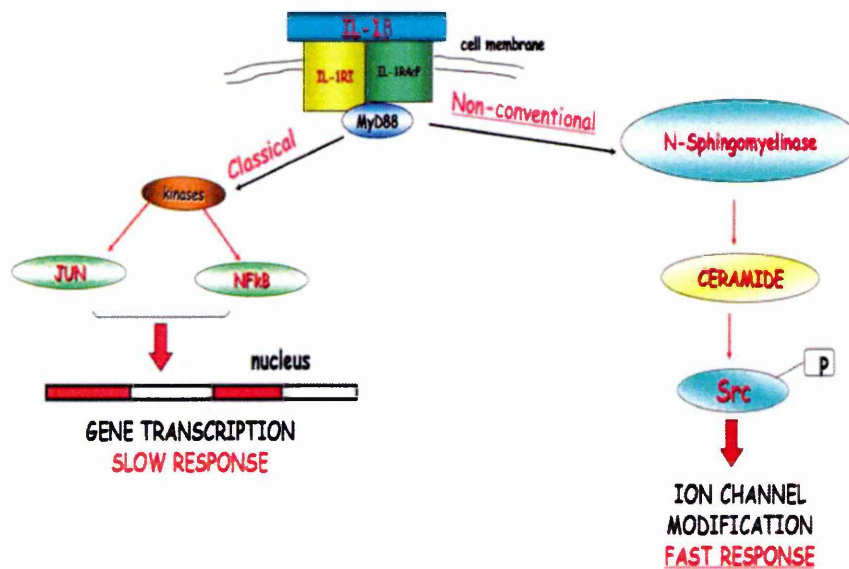 IL-1β
cell membrane
IL-1RI
IL-1RAcP
MyD88
Non-conventional
Classical
N-Sphingomyelinase
kinases
JUN
NFkB
CERAMIDE
nucleus
P
Src
GENE TRANSCRIPTION
SLOW RESPONSE
ION CHANNEL
MODIFICATION
FAST RESPONSE